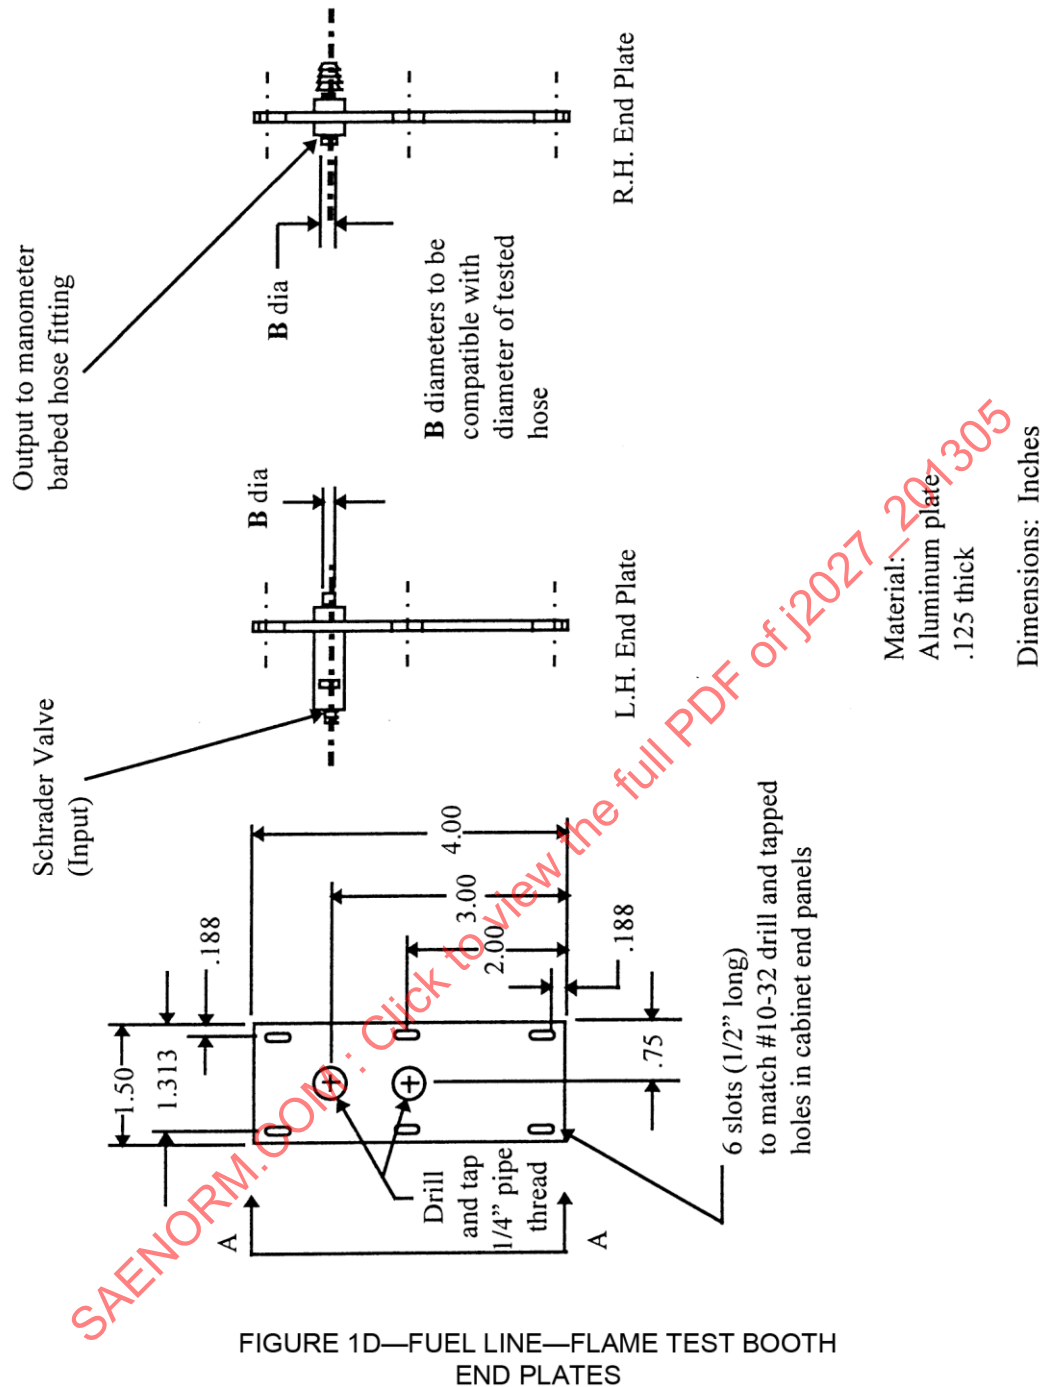 Output to manometer
barbed hose fitting
B dia
B diameters to be
compatible with
diameter of tested
hose
R.H. End Plate
Schrader Valve
(Input)
B dia
L.H. End Plate
Material:
Aluminum plate
.125 thick
Dimensions: Inches
1.50
1.313
.188
4.00
3.00
2.00
.188
.75
Drill
and tap
1/4” pipe
thread
A
A
6 slots (1/2” long)
to match #10-32 drill and tapped
holes in cabinet end panels
SAENORM.COM : Click to view the full PDF of j2027_201305
FIGURE 1D—FUEL LINE—FLAME TEST BOOTH
END PLATES